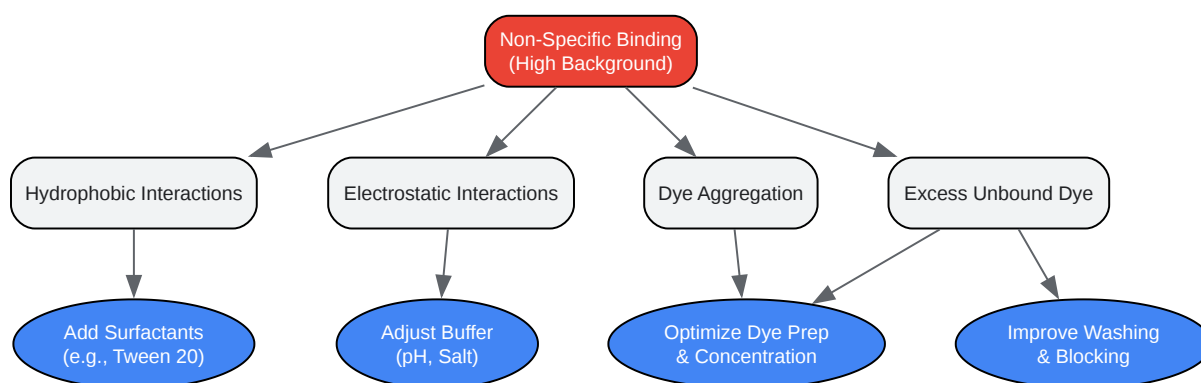 Non-Specific Binding
(High Background)
Hydrophobic Interactions
Electrostatic Interactions
Dye Aggregation
Excess Unbound Dye
Add Surfactants
(e.g., Tween 20)
Adjust Buffer
(pH, Salt)
Optimize Dye Prep
& Concentration
Improve Washing
& Blocking